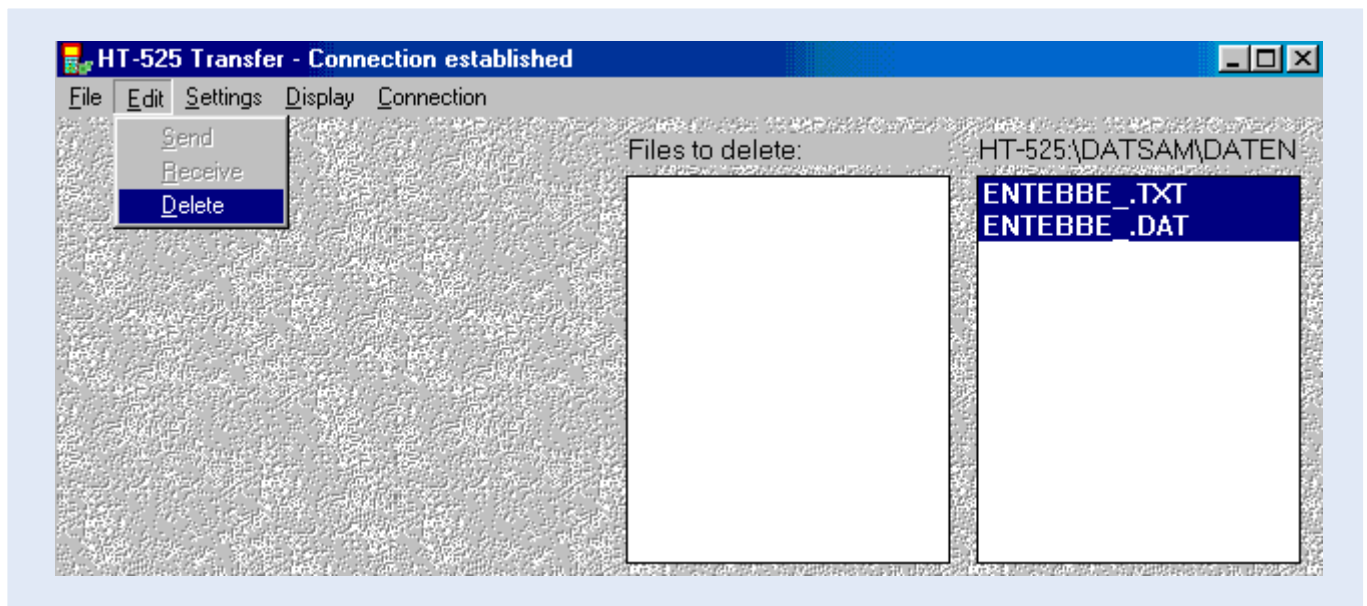 HT-525 Transfer - Connection established
File Edit Settings Display Connection
Send
Receive
Delete
Files to delete:
HT-525:\DATSAM\DATEN
ENTEBBE_.TXT
ENTEBBE_.DAT